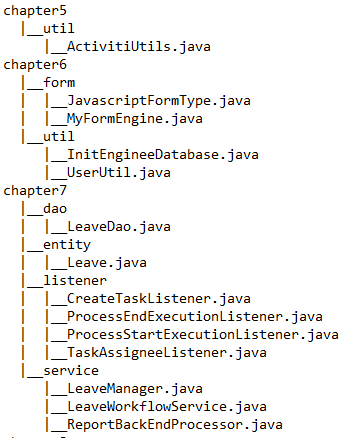 chapter5
|__util
|__ActivitiUtils.java
chapter6
|__form
| |__JavascriptFormType.java
| |__MyFormEngine.java
|__util
|__InitEngineeDatabase.java
|__UserUtil.java
chapter7
|__dao
| |__LeaveDao.java
|__entity
| |__Leave.java
|__listener
| |__CreateTaskListener.java
| |__ProcessEndExecutionListener.java
| |__ProcessStartExecutionListener.java
| |__TaskAssigneeListener.java
|__service
|__LeaveManager.java
|__LeaveWorkflowService.java
|__ReportBackEndProcessor.java